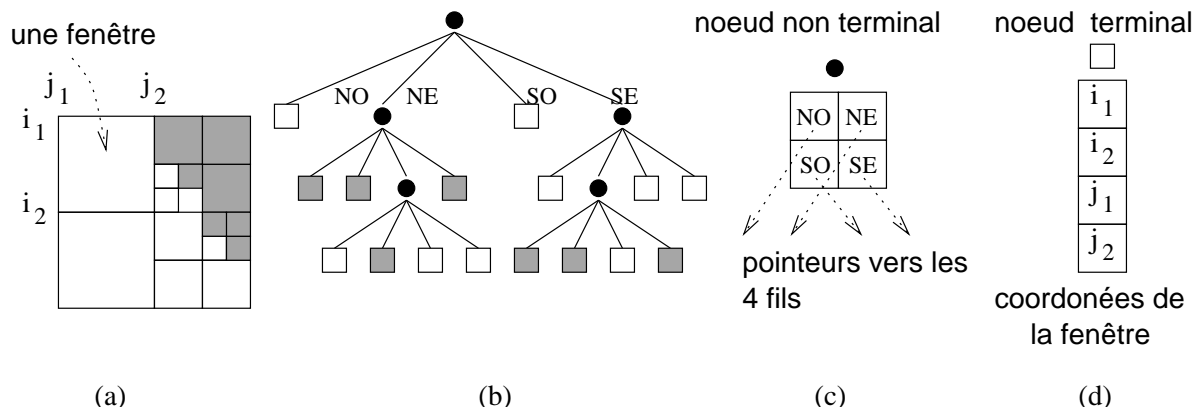 une fenêtre
j1 j2
i1
i2
(a)
NO NE SO SE
(b)
noeud non terminal
NO NE
SO SE
pointeurs vers les
4 fils
(c)
noeud terminal
i1
i2
j1
j2
coordonées de
la fenêtre
(d)